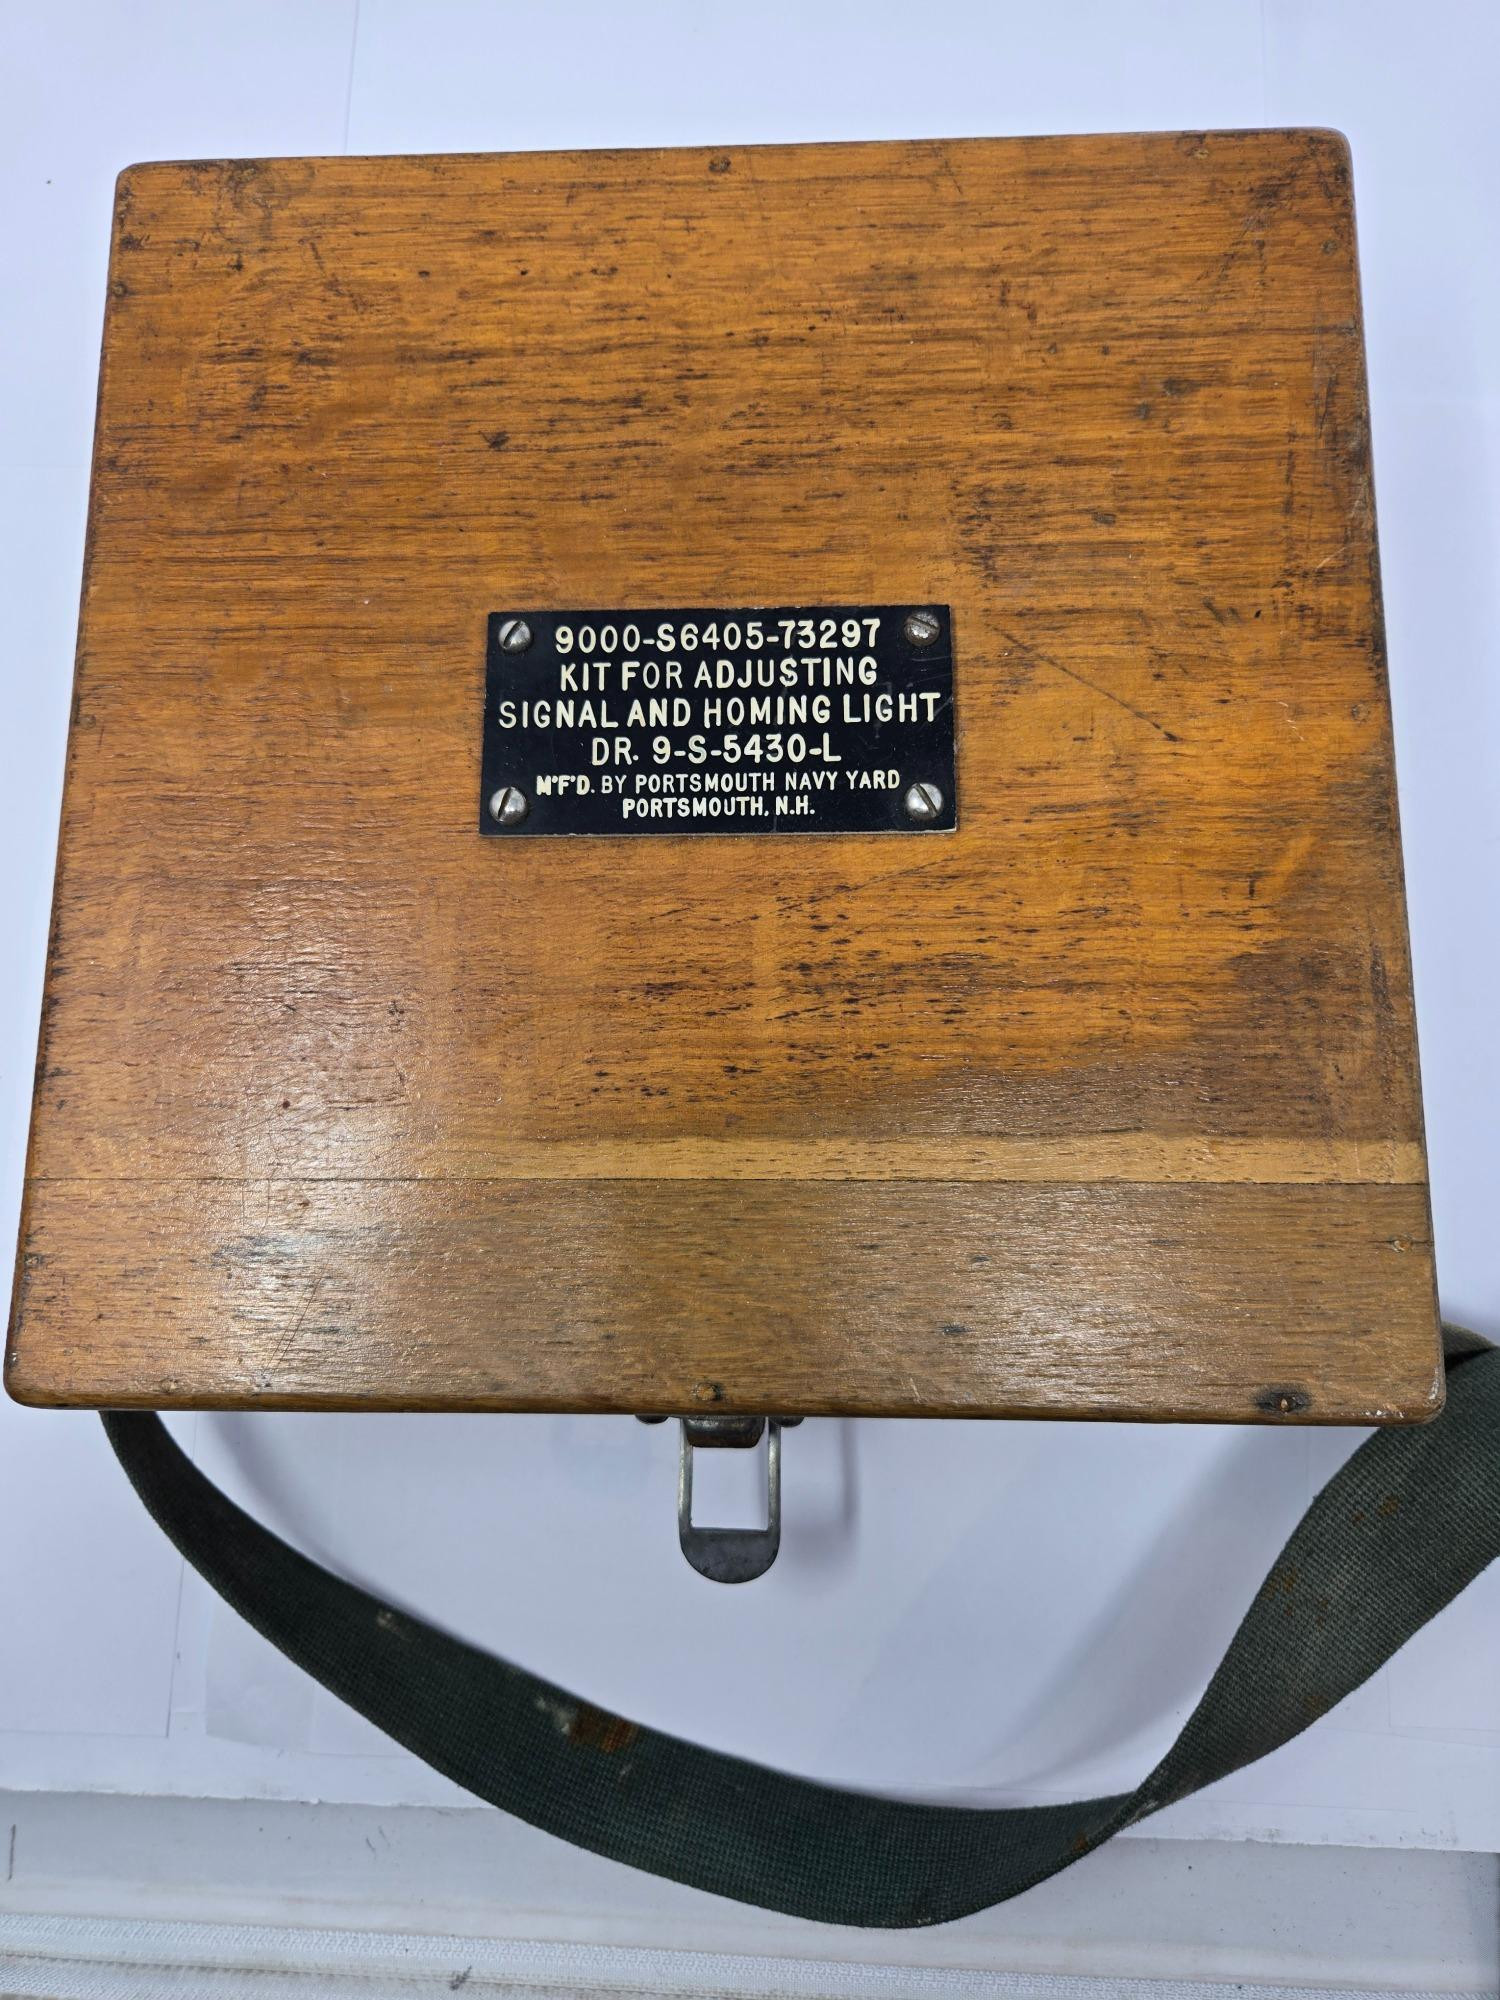 9000-S6405-73297
KIT FOR ADJUSTING
SIGNAL AND HOMING LIGHT
DR. 9-S-5430-L
M'F'D. BY PORTSMOUTH NAVY YARD
PORTSMOUTH, N.H.